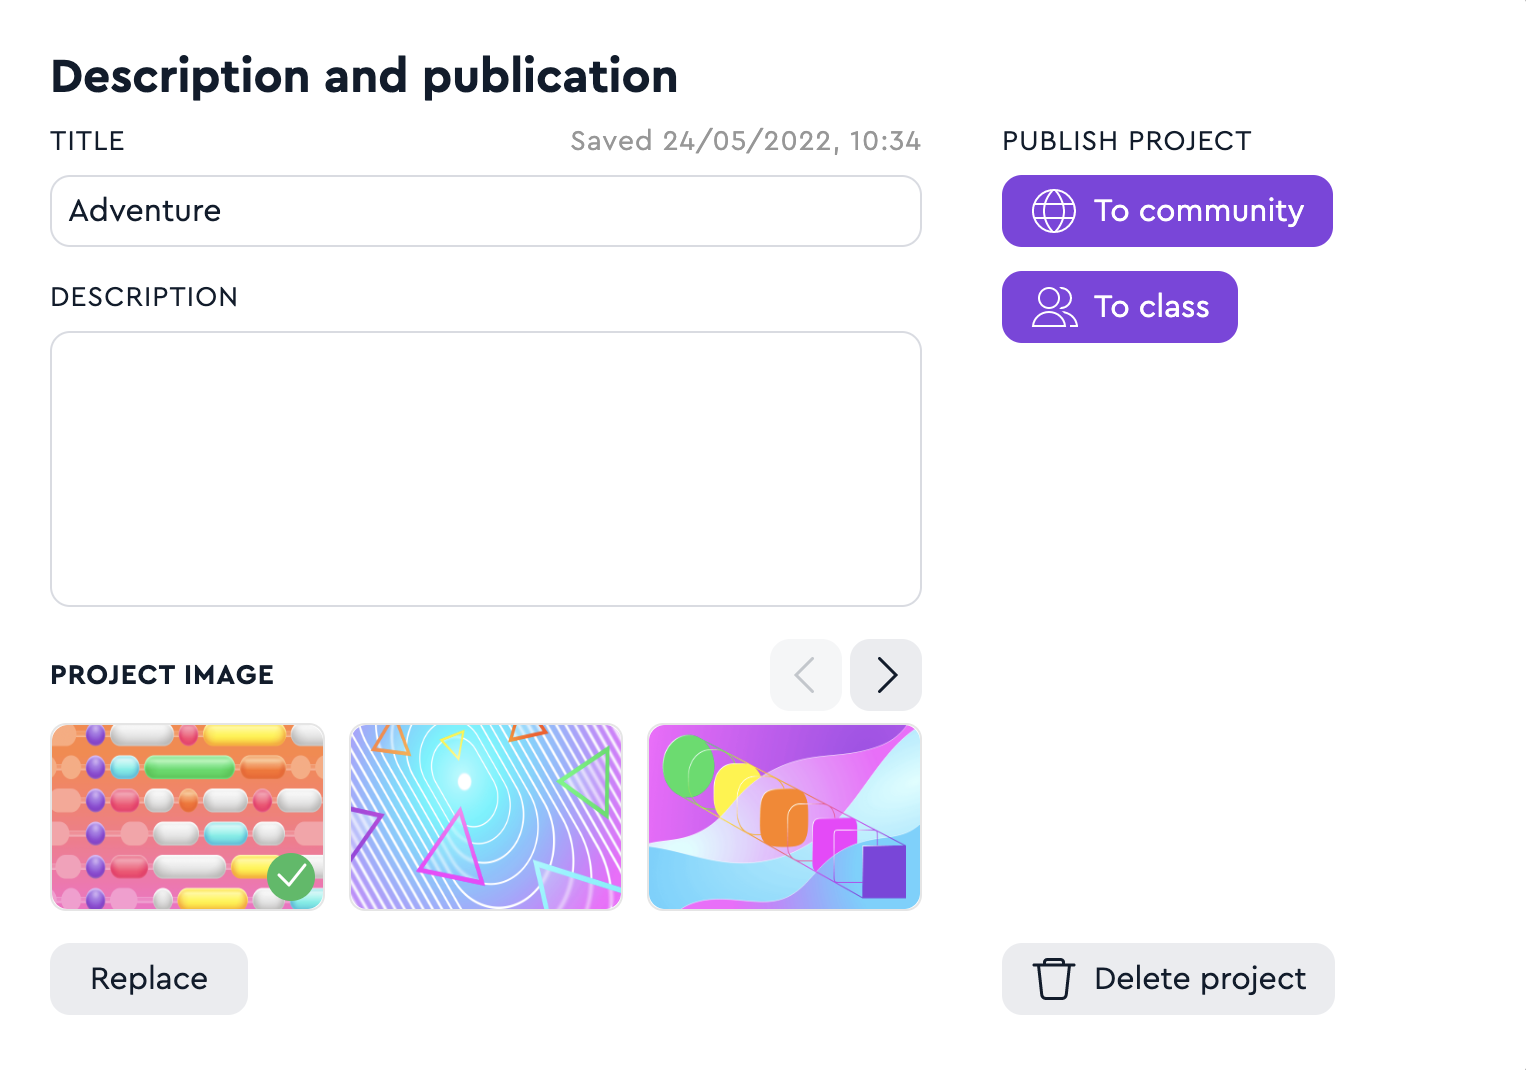 Description and publication
TITLE
Saved 24/05/2022, 10:34
Adventure
DESCRIPTION
PROJECT IMAGE
Replace
PUBLISH PROJECT
To community
To class
Delete project